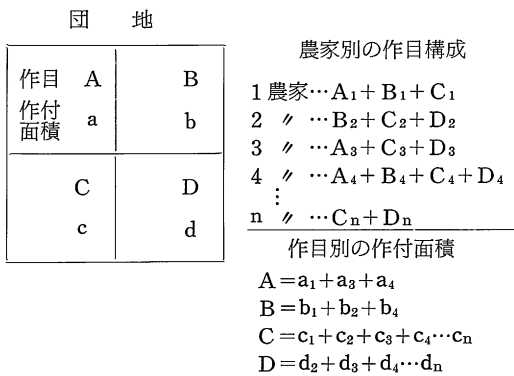 団　地
作目 A B
作付面積 a b
C D
c d
農家別の作目構成
1農家…A₁+B₁+C₁
2 〃 …B₂+C₂+D₂
3 〃 …A₃+C₃+D₃
4 〃 …A₄+B₄+C₄+D₄
⋮
n 〃 …Cn+Dn
作目別の作付面積
A=a₁+a₃+a₄
B=b₁+b₂+b₄
C=c₁+c₂+c₃+c₄…cn
D=d₂+d₃+d₄…dn